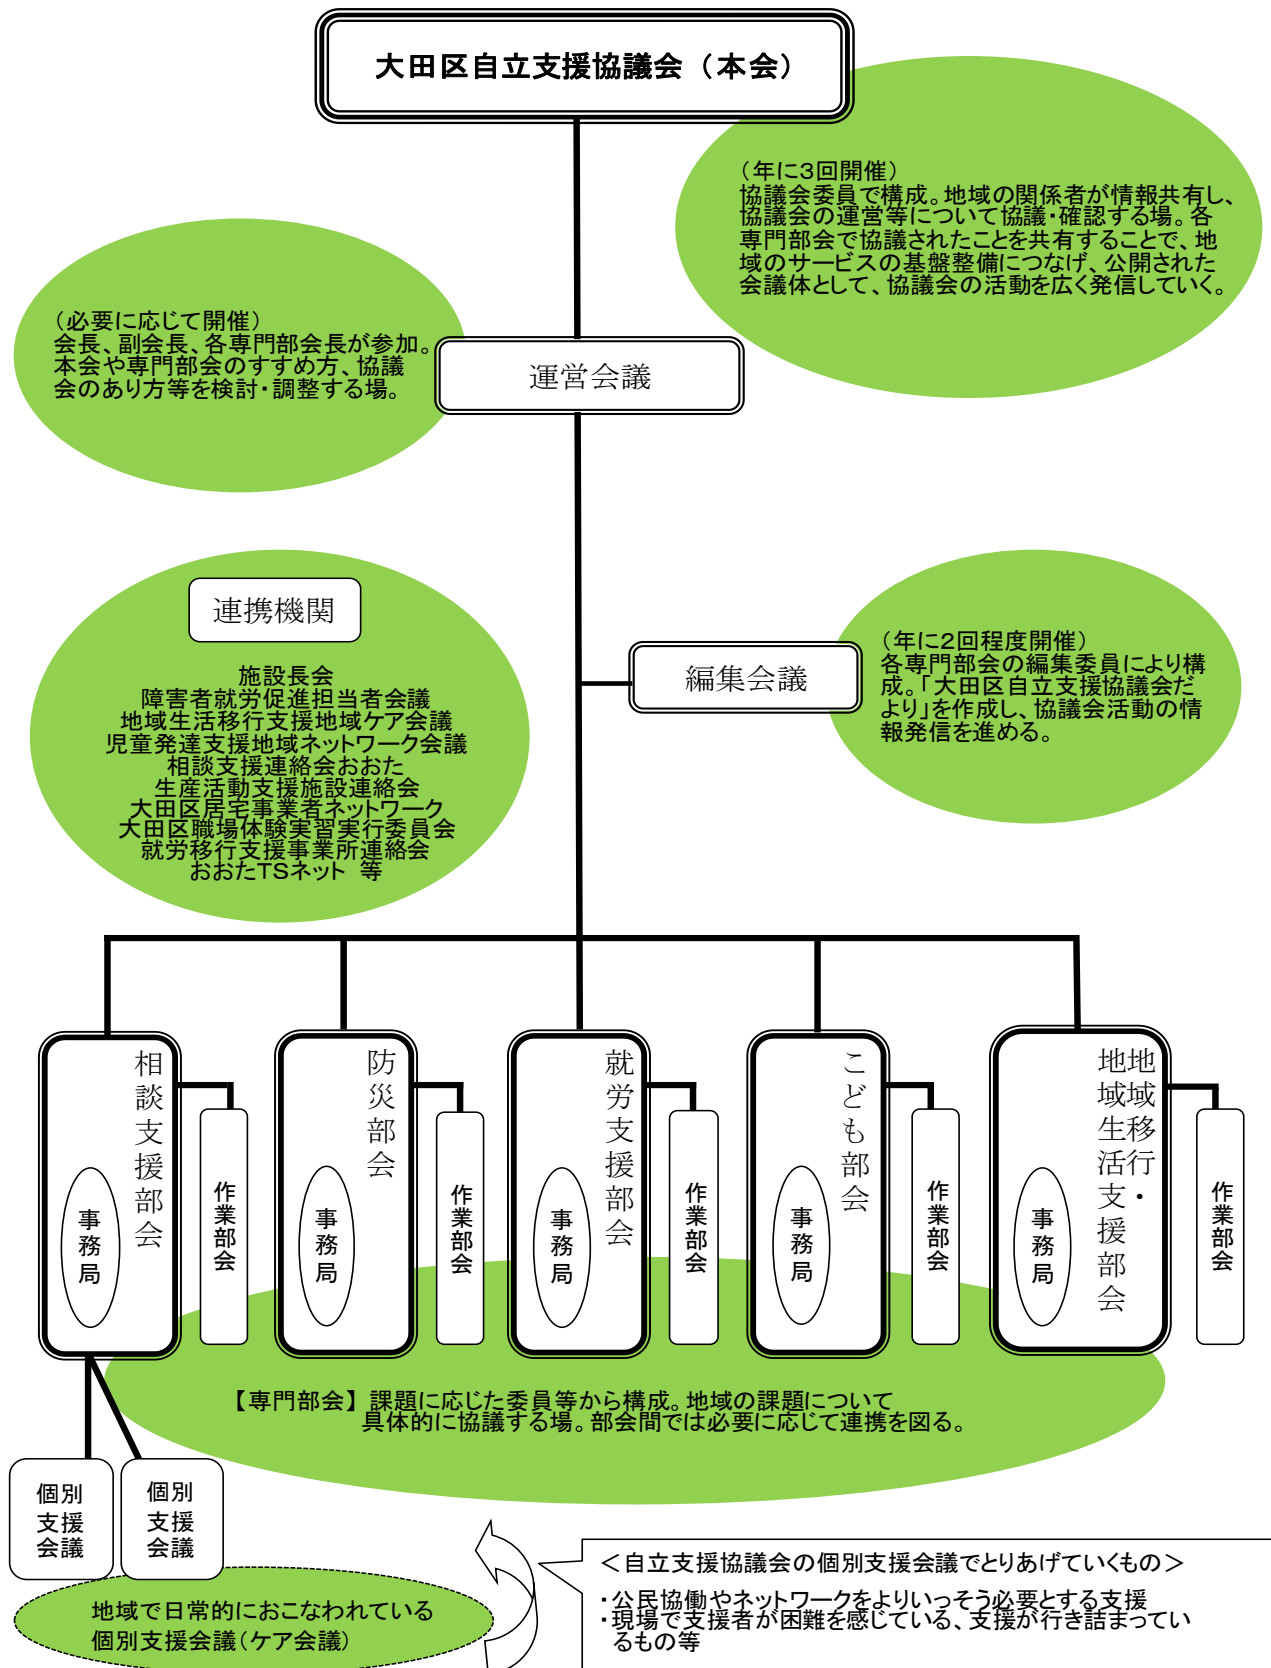 大田区自立支援協議会（本会）
（年に３回開催）
協議会委員で構成。地域の関係者が情報共有し、
協議会の運営等について協議・確認する場。各
専門部会で協議されたことを共有することで、地
域のサービスの基盤整備につなげ、公開された
会議体として、協議会の活動を広く発信していく。
（必要に応じて開催）
会長、副会長、各専門部会長が参加。
本会や専門部会のすすめ方、協議
会のあり方等を検討・調整する場。
運営会議
連携機関
施設長会
障害者就労促進担当者会議
地域生活移行支援地域ケア会議
児童発達支援地域ネットワーク会議
相談支援連絡会おおた
生産活動支援施設連絡会
大田区居宅事業者ネットワーク
大田区職場体験実習実行委員会
就労移行支援事業所連絡会
おおたTSネット 等
編集会議
（年に２回程度開催）
各専門部会の編集委員により構
成。「大田区自立支援協議会だ
より」を作成し、協議会活動の情
報発信を進める。
相談支援部会
事務局
作業部会
防災部会
事務局
作業部会
就労支援部会
事務局
作業部会
こども部会
事務局
作業部会
地域移行・
地域生活支援部会
事務局
作業部会
【専門部会】 課題に応じた委員等から構成。地域の課題について
具体的に協議する場。部会間では必要に応じて連携を図る。
個別
支援
会議
個別
支援
会議
地域で日常的におこなわれている
個別支援会議（ケア会議）
＜自立支援協議会の個別支援会議でとりあげていくもの＞
・公民協働やネットワークをよりいっそう必要とする支援
・現場で支援者が困難を感じている、支援が行き詰まってい
るもの等